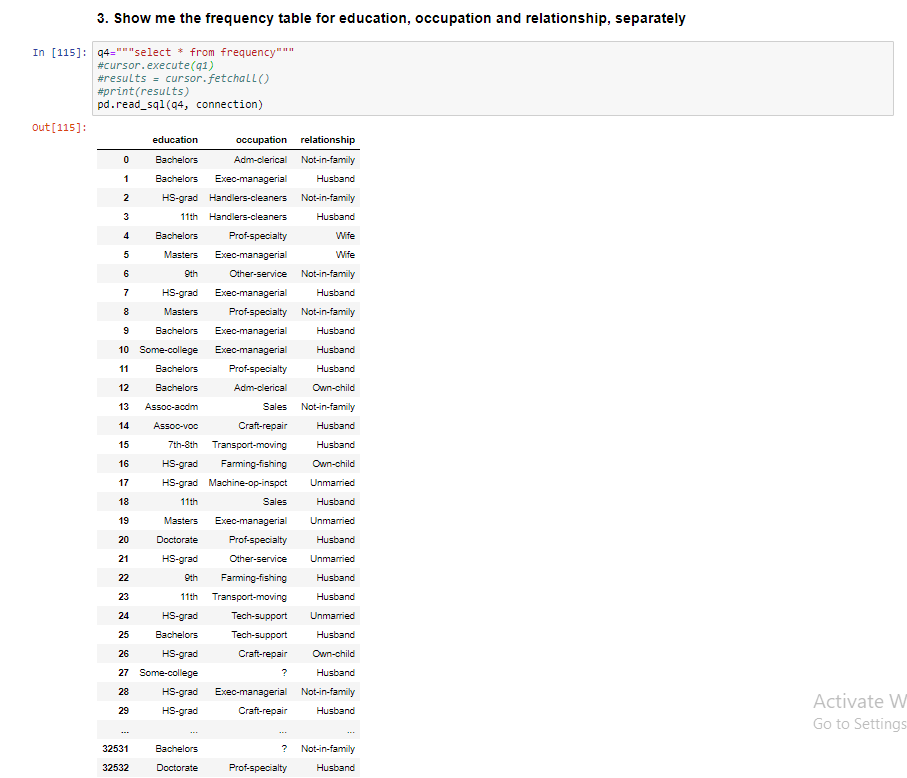 3. Show me the frequency table for education, occupation and relationship, separately
In [115]: q4="""select * from frequency"""
#cursor.execute(q1)
#results = cursor.fetchall()
#print(results)
pd.read_sql(q4, connection)
Out[115]:
education occupation relationship
0 Bachelors Adm-clerical Not-in-family
1 Bachelors Exec-managerial Husband
2 HS-grad Handlers-cleaners Not-in-family
3 11th Handlers-cleaners Husband
4 Bachelors Prof-specialty Wife
5 Masters Exec-managerial Wife
6 9th Other-service Not-in-family
7 HS-grad Exec-managerial Husband
8 Masters Prof-specialty Not-in-family
9 Bachelors Exec-managerial Husband
10 Some-college Exec-managerial Husband
11 Bachelors Prof-specialty Husband
12 Bachelors Adm-clerical Own-child
13 Assoc-acdm Sales Not-in-family
14 Assoc-voc Craft-repair Husband
15 7th-8th Transport-moving Husband
16 HS-grad Farming-fishing Own-child
17 HS-grad Machine-op-inspct Unmarried
18 11th Sales Husband
19 Masters Exec-managerial Unmarried
20 Doctorate Prof-specialty Husband
21 HS-grad Other-service Unmarried
22 9th Farming-fishing Husband
23 11th Transport-moving Husband
24 HS-grad Tech-support Unmarried
25 Bachelors Tech-support Husband
26 HS-grad Craft-repair Own-child
27 Some-college ? Husband
28 HS-grad Exec-managerial Not-in-family
29 HS-grad Craft-repair Husband
... ... ... ...
32531 Bachelors ? Not-in-family
32532 Doctorate Prof-specialty Husband
Activate W
Go to Settings